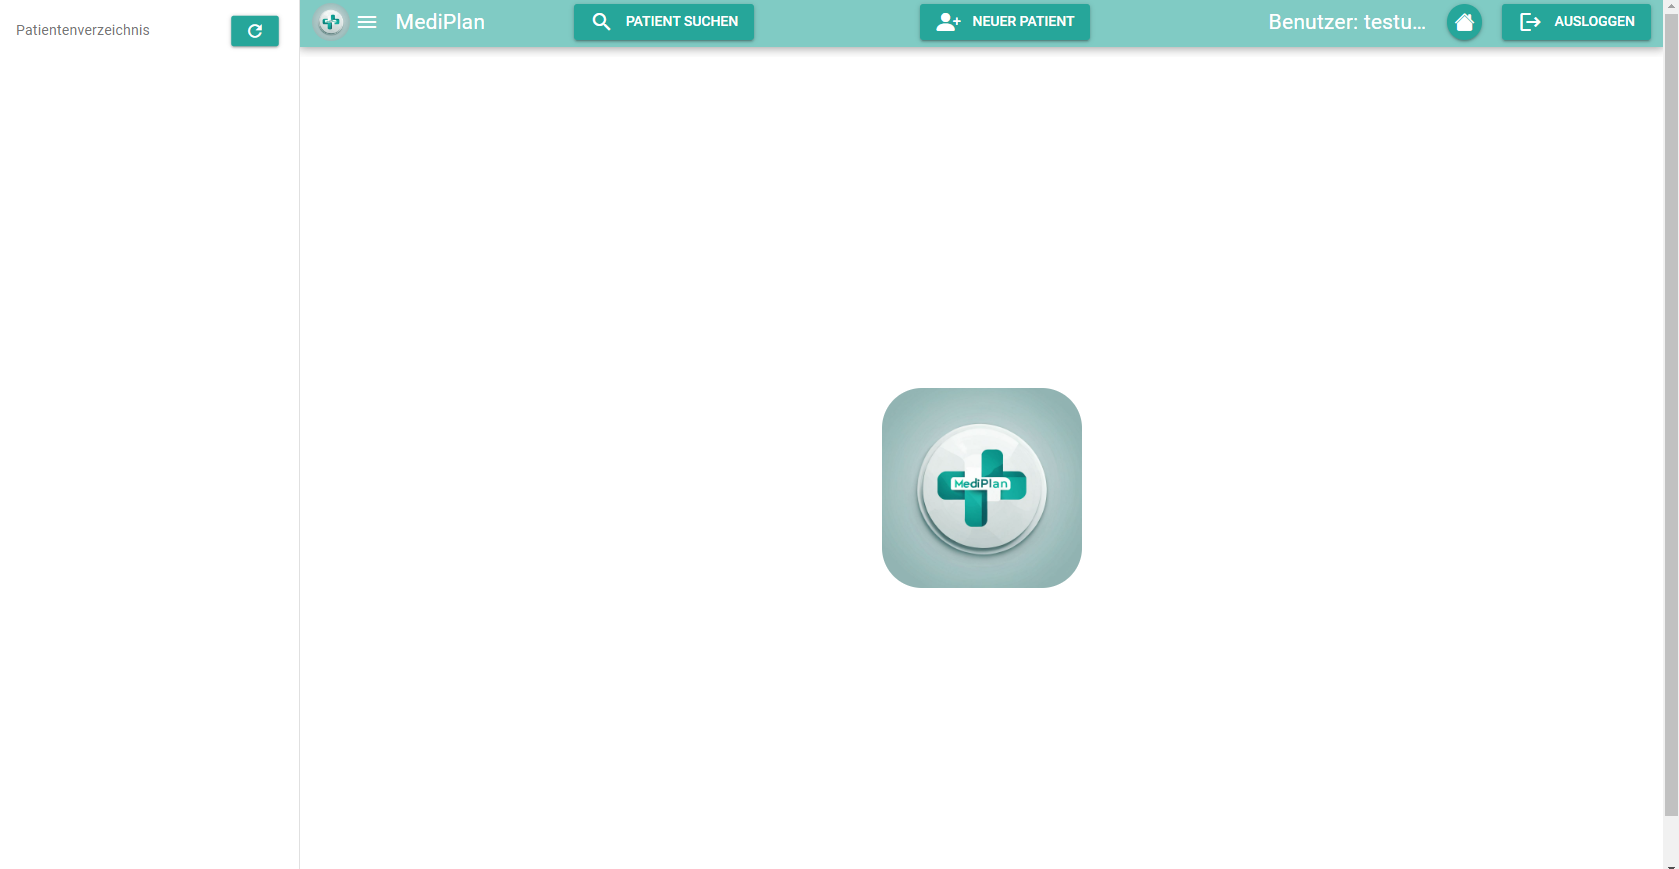 Patientenverzeichnis
MediPlan
PATIENT SUCHEN
NEUER PATIENT
Benutzer: testu...
AUSLOGGEN
MediPlan